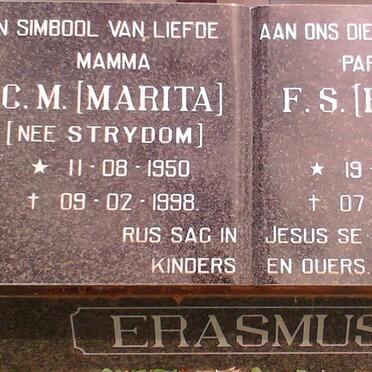 N SIMBOOL VAN LIEFDE
MAMMA
C.M. [MARITA]
[NEE STRYDOM]
★ 11-08-1950
† 09-02-1998.
AAN ONS DIE
F.S.
★ 19-
† 07
RUS SAG IN JESUS SE
KINDERS EN OUERS.
ERASMUS